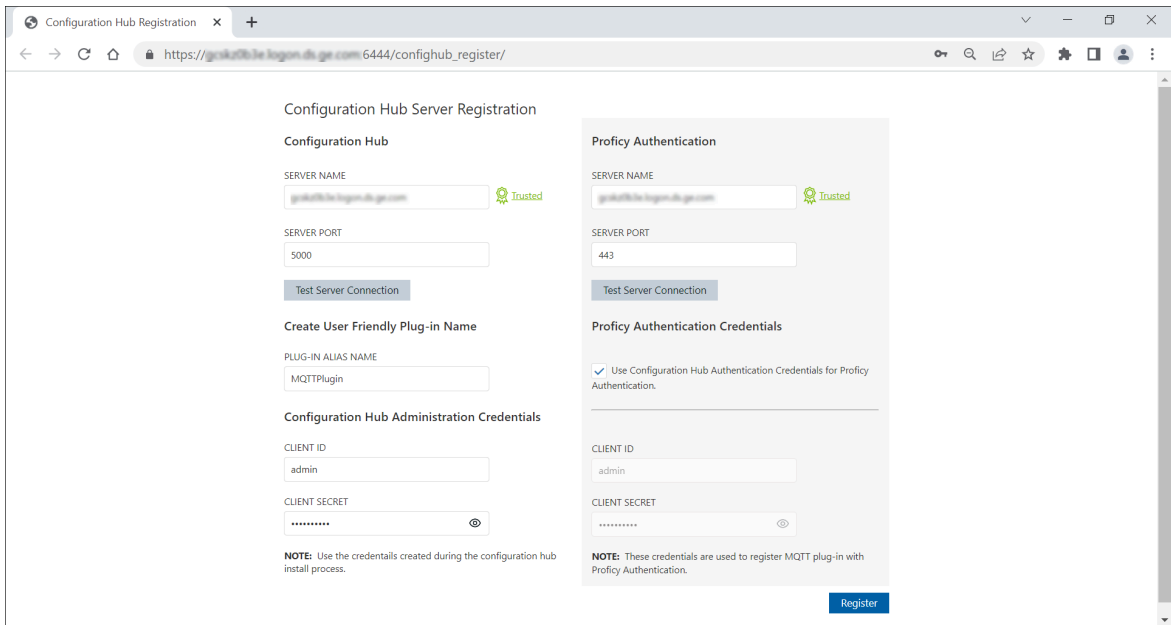 Configuration Hub Registration
https://                    :6444/confighub_register/
Configuration Hub Server Registration
Configuration Hub
SERVER NAME
Trusted
SERVER PORT
5000
Test Server Connection
Create User Friendly Plug-in Name
PLUG-IN ALIAS NAME
MQTTPlugin
Configuration Hub Administration Credentials
CLIENT ID
admin
CLIENT SECRET
••••••••••
NOTE: Use the credentails created during the configuration hub
install process.
Proficy Authentication
SERVER NAME
Trusted
SERVER PORT
443
Test Server Connection
Proficy Authentication Credentials
Use Configuration Hub Authentication Credentials for Proficy
Authentication.
CLIENT ID
admin
CLIENT SECRET
••••••••••
NOTE: These credentials are used to register MQTT plug-in with
Proficy Authentication.
Register